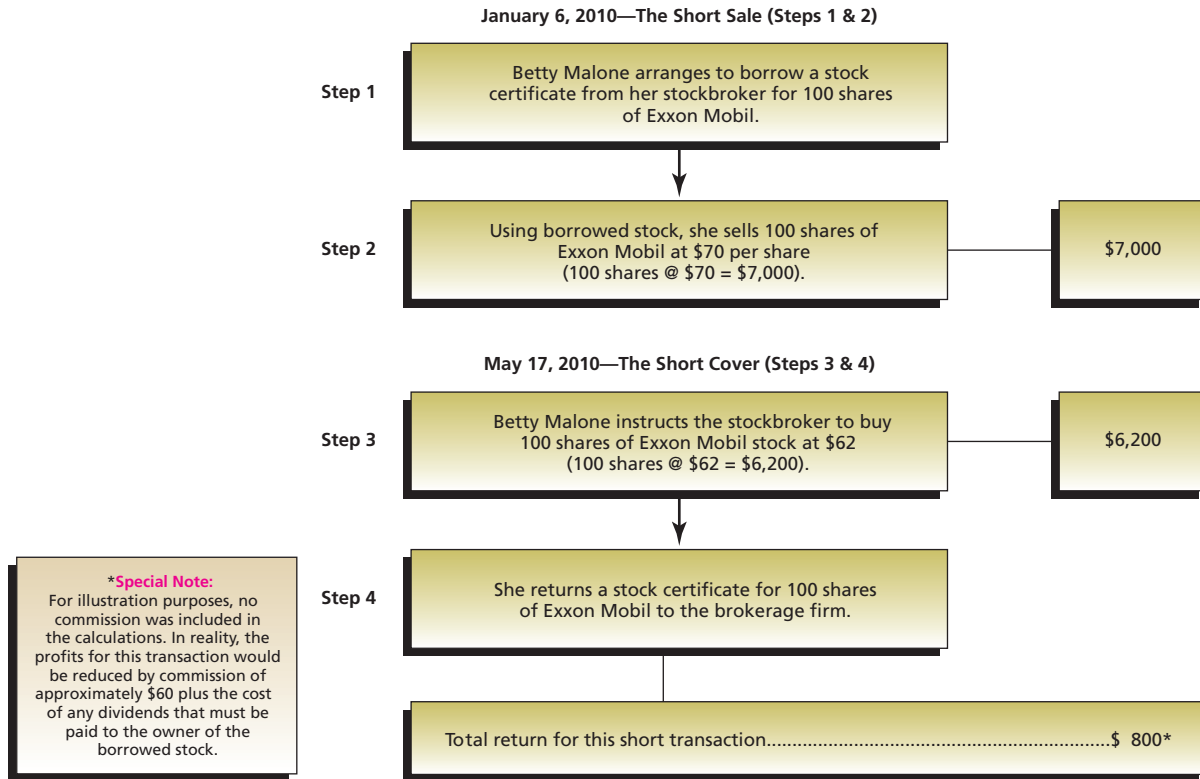 January 6, 2010—The Short Sale (Steps 1 & 2)
Step 1
Betty Malone arranges to borrow a stock
certificate from her stockbroker for 100 shares
of Exxon Mobil.
Step 2
Using borrowed stock, she sells 100 shares of
Exxon Mobil at $70 per share
(100 shares @ $70 = $7,000).
$7,000
May 17, 2010—The Short Cover (Steps 3 & 4)
Step 3
Betty Malone instructs the stockbroker to buy
100 shares of Exxon Mobil stock at $62
(100 shares @ $62 = $6,200).
$6,200
Step 4
She returns a stock certificate for 100 shares
of Exxon Mobil to the brokerage firm.
*Special Note:
For illustration purposes, no
commission was included in
the calculations. In reality, the
profits for this transaction would
be reduced by commission of
approximately $60 plus the cost
of any dividends that must be
paid to the owner of the
borrowed stock.
Total return for this short transaction....................................................................$ 800*